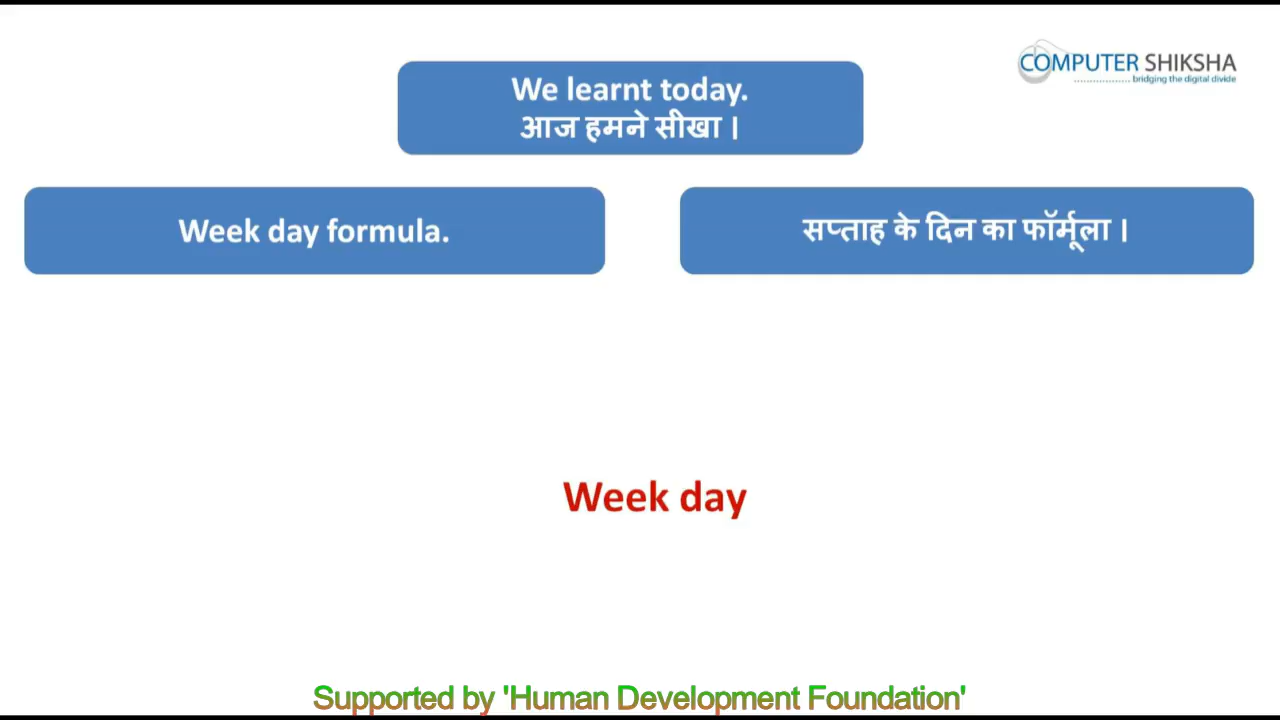 COMPUTER SHIKSHA
bridging the digital divide
We learnt today.
आज हमने सीखा ।
Week day formula.
सप्ताह के दिन का फॉर्मूला ।
Week day
Supported by 'Human Development Foundation'